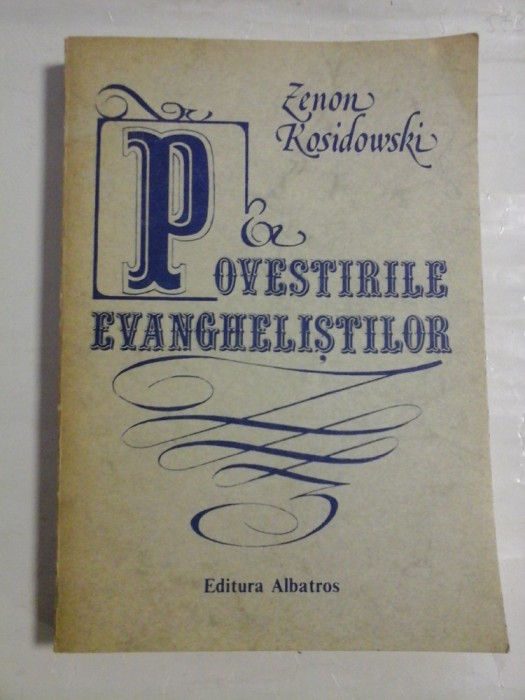 Zenon
Kosidowski
POVESTIRILE
EVANGHELIȘTILOR
Editura Albatros